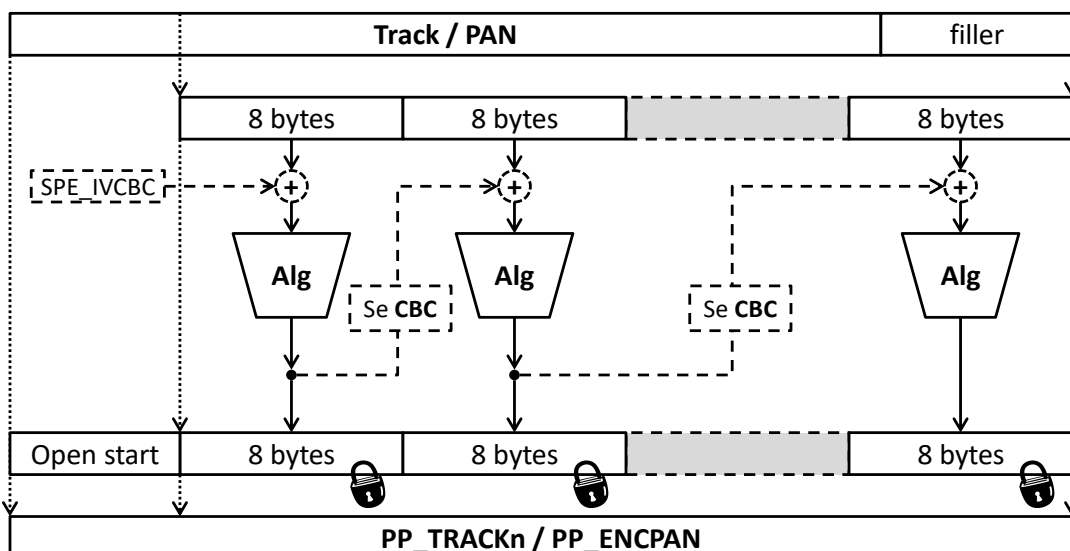 Track / PAN filler
8 bytes 8 bytes 8 bytes
SPE_IVCBC + + +
Alg Alg Alg
Se CBC Se CBC
Open start 8 bytes 8 bytes 8 bytes
PP_TRACKn / PP_ENCPAN